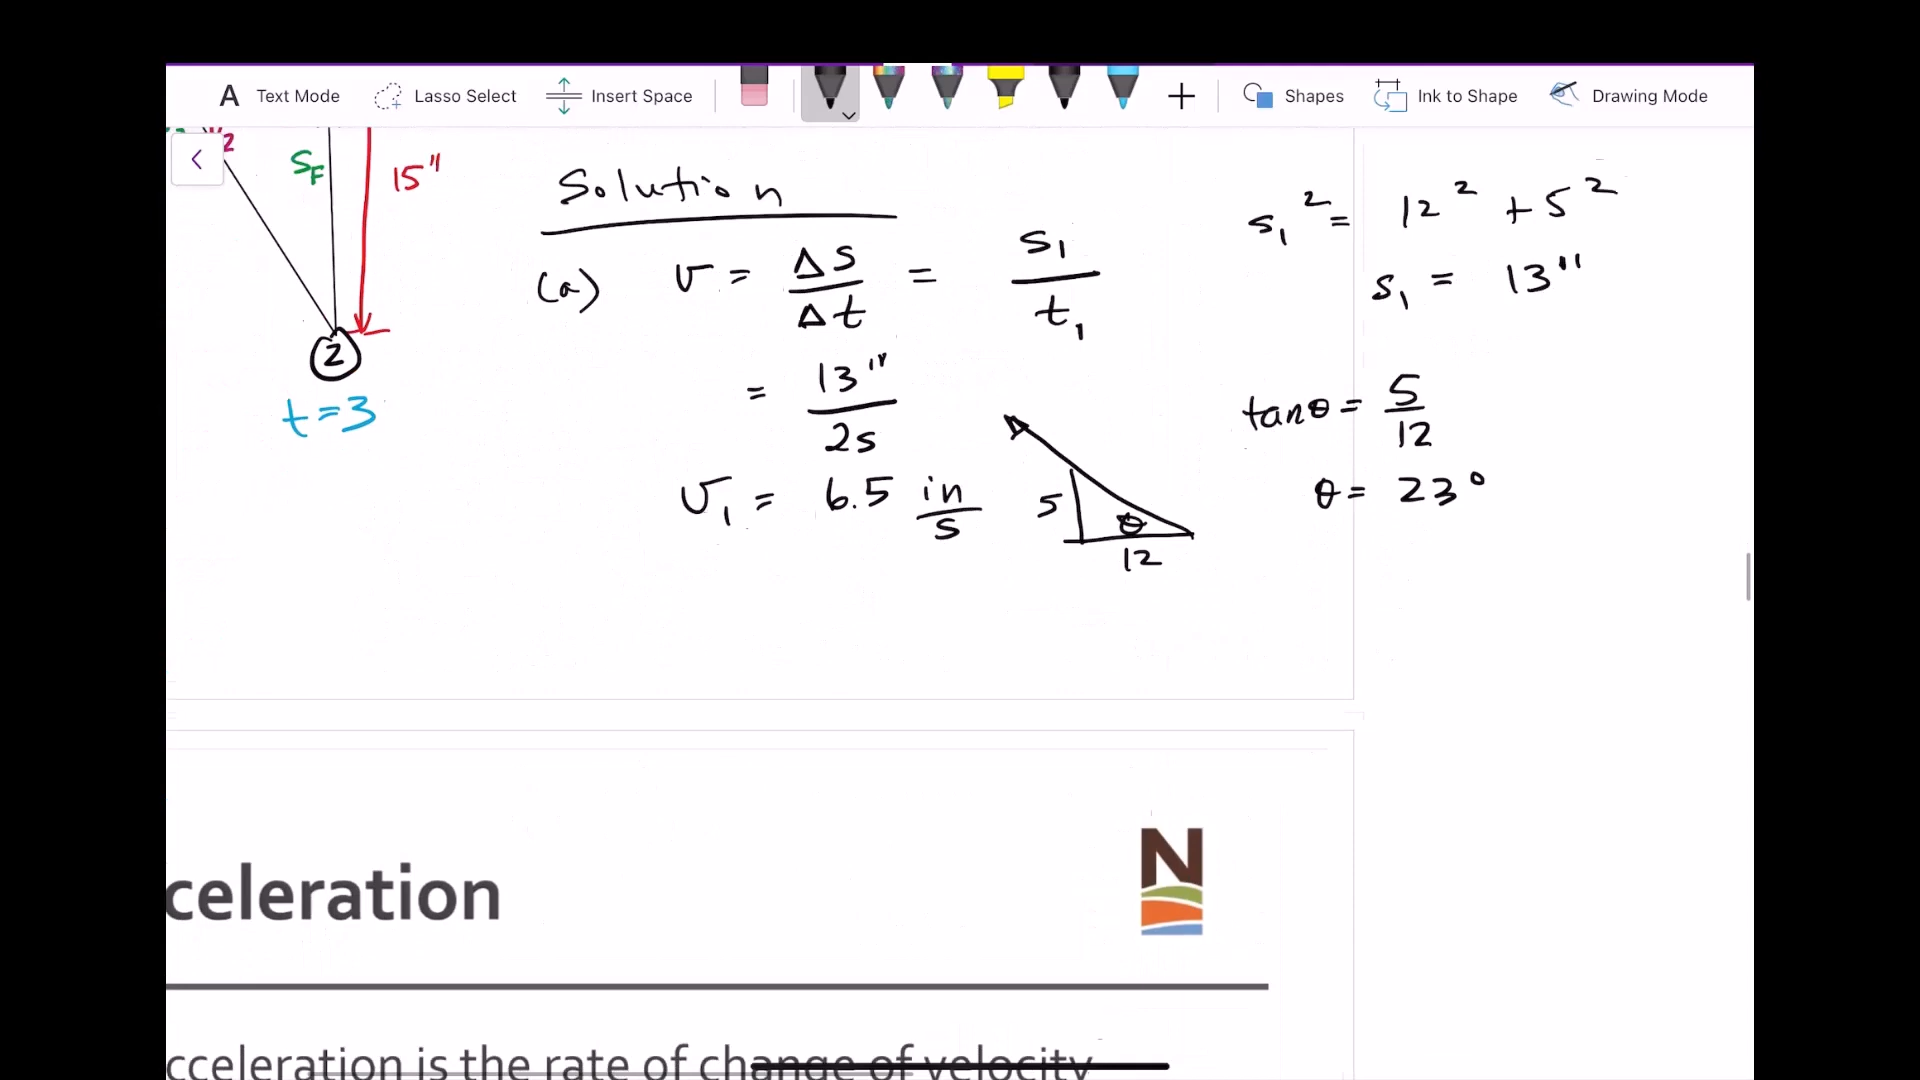 A Text Mode Lasso Select Insert Space Shapes Ink to Shape Drawing Mode
2
S_F 15"
2
t=3
Solution
(a) v = Δs/Δt = s₁/t₁
= 13"/2s
v₁ = 6.5 in/s
5
θ
12
s₁² = 12² + 5²
s₁ = 13"
tanθ = 5/12
θ = 23°
celeration
N
cceleration is the rate of change of velocity